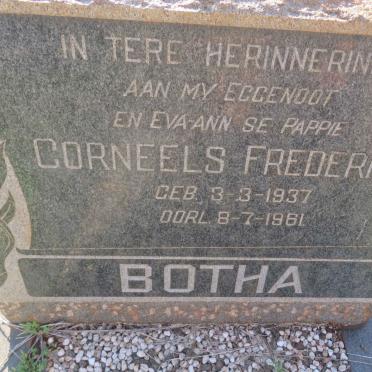 IN TERE HERINNERIN
AAN MY EGGENOOT
EN EVA-ANN SE PAPPIE
CORNEELS FREDERI
GEB. 3-3-1937
OORL. 8-7-1961
BOTHA